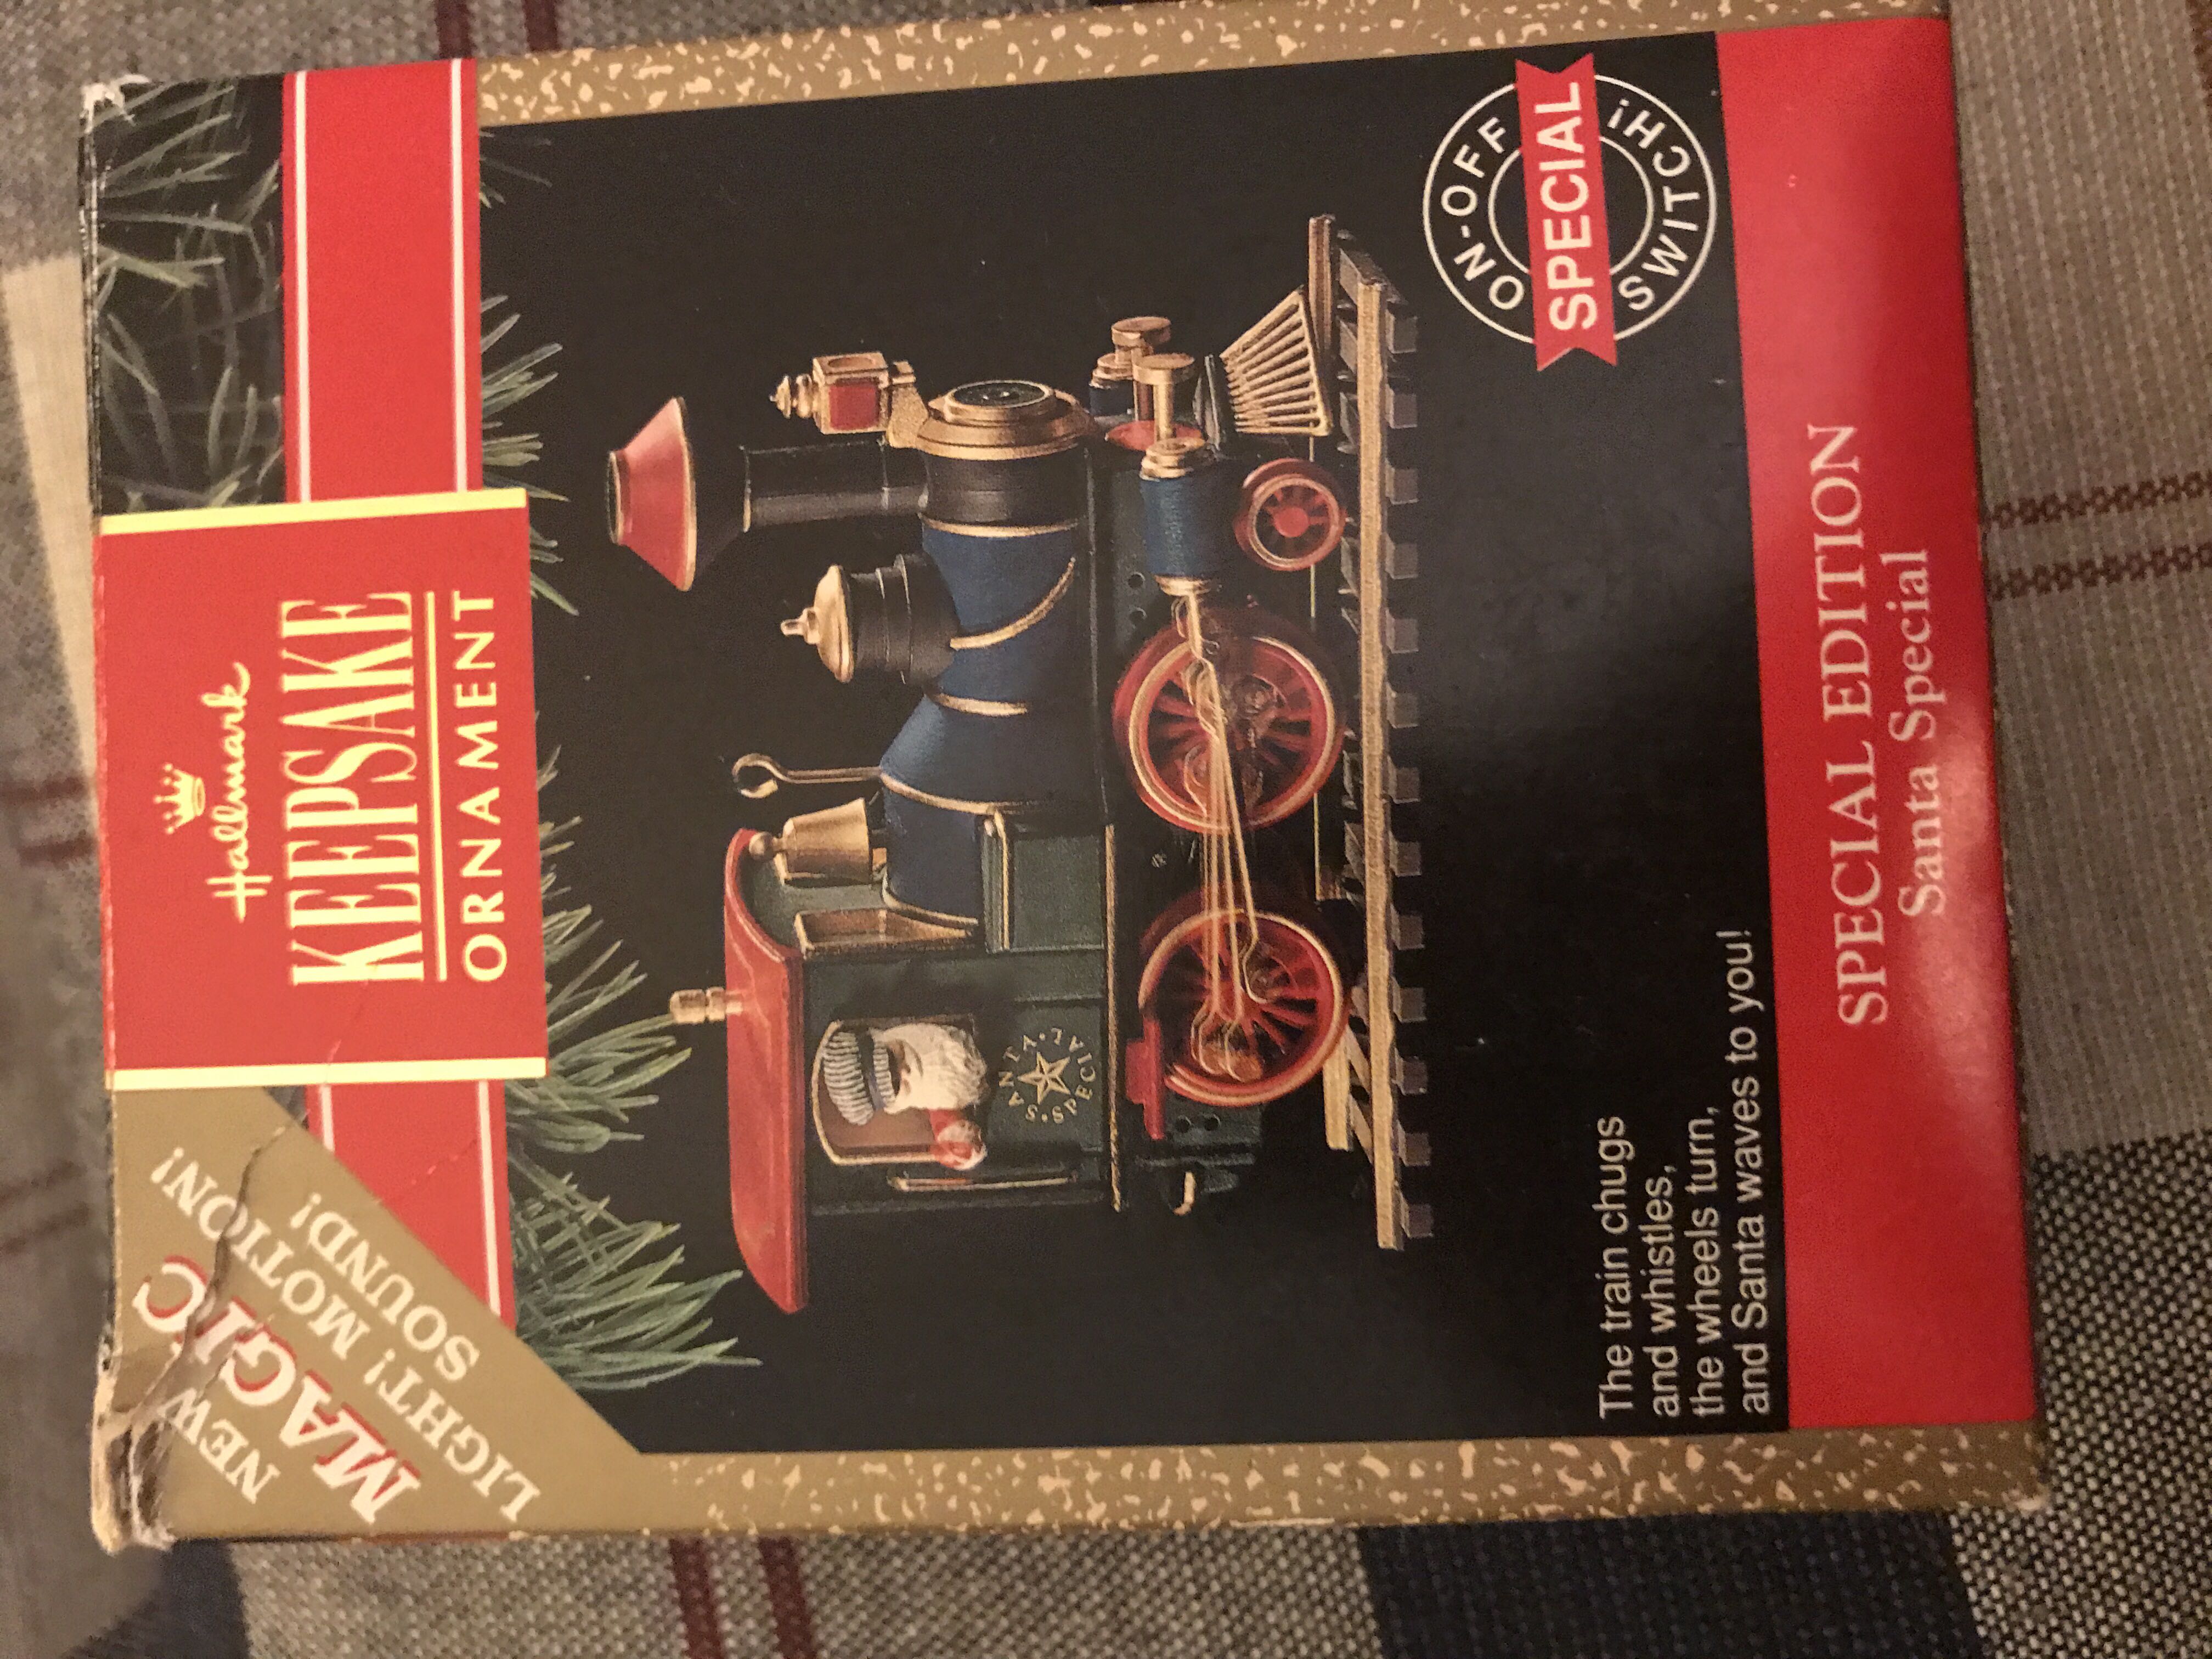 NEW
MAGIC
LIGHT! MOTION!
SOUND!
Hallmark
KEEPSAKE
ORNAMENT
SANTA
SPECIAL
The train chugs
and whistles,
the wheels turn,
and Santa waves to you!
ON-OFF
SPECIAL
SWITCH!
SPECIAL EDITION
Santa Special